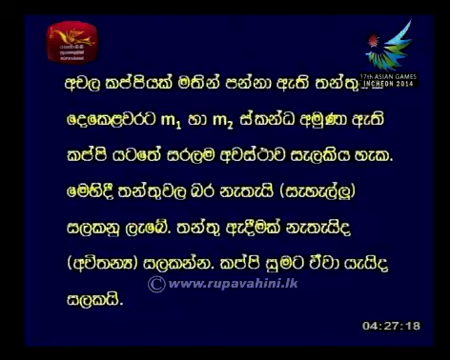 17th ASIAN GAMES
INCHEON 2014
අචල කප්පියක් මතින් පන්නා ඇති තන්තු
දෙකෙළවරට m₁ හා m₂ ස්කන්ධ අමුණා ඇති
කප්පි යටතේ සරලම අවස්ථාව සැලකිය හැක.
මෙහිදී තන්තුවල බර නැතැයි (සැහැල්ලු)
සලකනු ලැබේ. තන්තු ඇදීමක් නැතැයිද
(අවිතන්‍ය) සලකන්න. කප්පි සුමට ඒවා යැයිද
සලකයි.
© www.rupavahini.lk
04:27:18